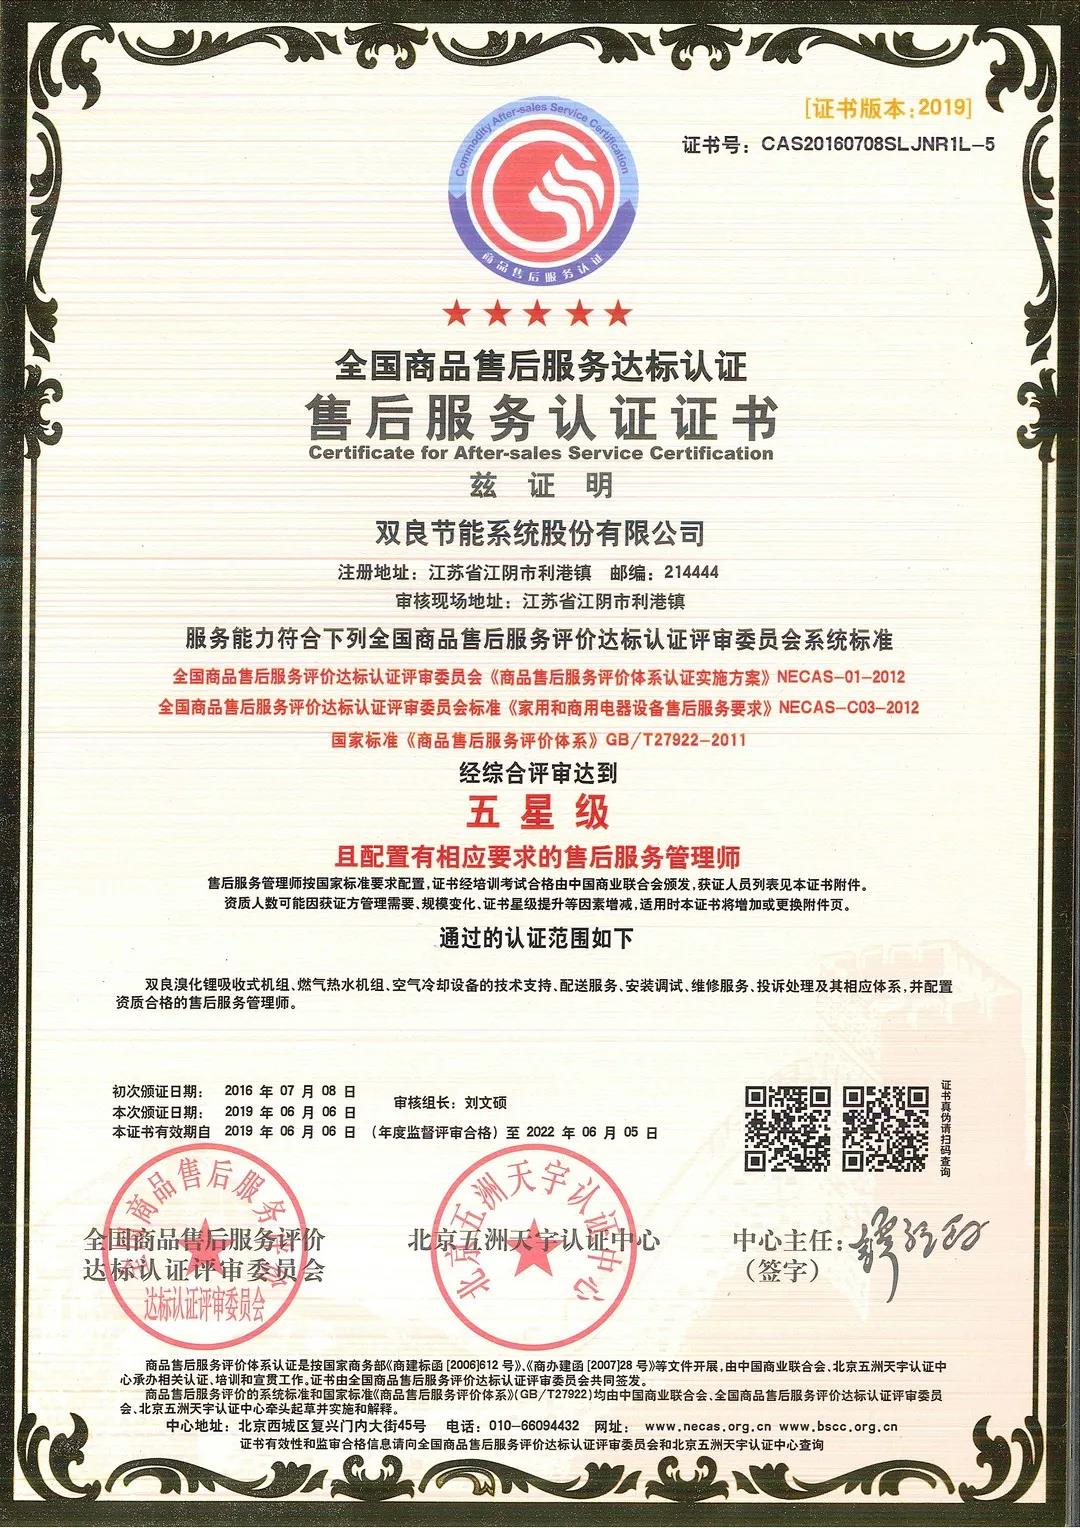 [证书版本:2019]
证书号：CAS20160708SLJNR1L-5
Commodity After-sales Service Certification
商品售后服务认证
全国商品售后服务达标认证
售后服务认证证书
Certificate for After-sales Service Certification
兹 证 明
双良节能系统股份有限公司
注册地址：江苏省江阴市利港镇 邮编：214444
审核现场地址：江苏省江阴市利港镇
服务能力符合下列全国商品售后服务评价达标认证评审委员会系统标准
全国商品售后服务评价达标认证评审委员会《商品售后服务评价体系认证实施方案》NECAS-01-2012
全国商品售后服务评价达标认证评审委员会标准《家用和商用电器设备售后服务要求》NECAS-C03-2012
国家标准《商品售后服务评价体系》GB/T27922-2011
经综合评审达到
五 星 级
且配置有相应要求的售后服务管理师
售后服务管理师按国家标准要求配置,证书经培训考试合格由中国商业联合会颁发,获证人员列表见本证书附件。
资质人数可能因获证方管理需要、规模变化、证书星级提升等因素增减,适用时本证书将增加或更换附件页。
通过的认证范围如下
双良溴化锂吸收式机组、燃气热水机组、空气冷却设备的技术支持、配送服务、安装调试、维修服务、投诉处理及其相应体系,并配置
资质合格的售后服务管理师。
初次颁证日期： 2016 年 07 月 08 日
本次颁证日期： 2019 年 06 月 06 日
审核组长：刘文硕
本证书有效期自 2019 年 06 月 06 日 （年度监督评审合格）至 2022 年 06 月 05 日
证书真伪请扫码查询
全国商品售后服务评价
达标认证评审委员会
全国商品售后服务评价
达标认证评审委员会
北京五洲天宇认证中心
北京五洲天宇认证中心
中心主任：
（签字）
商品售后服务评价体系认证是按国家商务部《商建标函[2006]612号》、《商办建函[2007]28号》等文件开展,由中国商业联合会、北京五洲天宇认证中
心承办相关认证、培训和宣贯工作。证书由全国商品售后服务评价达标认证评审委员会共同签发。
商品售后服务评价的系统标准和国家标准《商品售后服务评价体系》(GB/T27922)均由中国商业联合会、全国商品售后服务评价达标认证评审委员
会、北京五洲天宇认证中心牵头起草并实施和解释。
中心地址：北京西城区复兴门内大街45号 电话：010-66094432 网址： www.necas.org.cn www.bscc.org.cn
证书有效性和监审合格信息请向全国商品售后服务评价达标认证评审委员会和北京五洲天宇认证中心查询